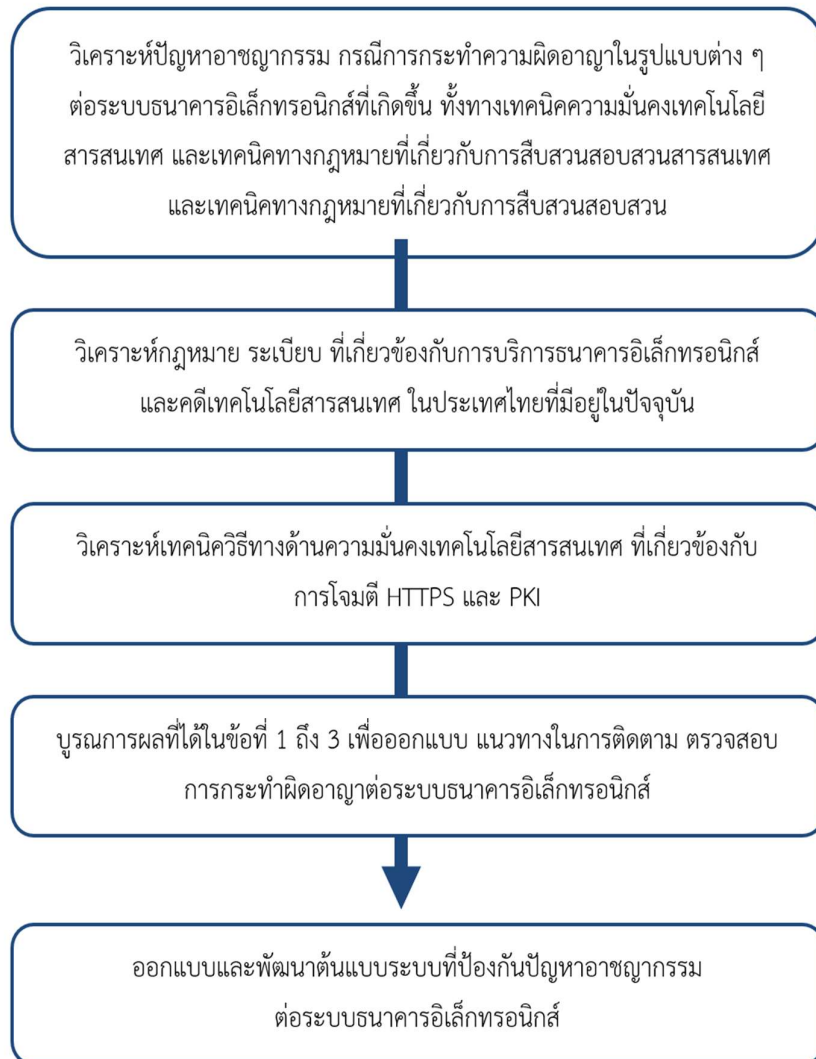 วิเคราะห์ปัญหาอาชญากรรม กรณีการกระทำความผิดอาญาในรูปแบบต่าง ๆ
ต่อระบบธนาคารอิเล็กทรอนิกส์ที่เกิดขึ้น ทั้งทางเทคนิคความมั่นคงเทคโนโลยี
สารสนเทศ และเทคนิคทางกฎหมายที่เกี่ยวกับการสืบสวนสอบสวนสารสนเทศ
และเทคนิคทางกฎหมายที่เกี่ยวกับการสืบสวนสอบสวน
วิเคราะห์กฎหมาย ระเบียบ ที่เกี่ยวข้องกับการบริการธนาคารอิเล็กทรอนิกส์
และคดีเทคโนโลยีสารสนเทศ ในประเทศไทยที่มีอยู่ในปัจจุบัน
วิเคราะห์เทคนิควิธีทางด้านความมั่นคงเทคโนโลยีสารสนเทศ ที่เกี่ยวข้องกับ
การโจมตี HTTPS และ PKI
บูรณการผลที่ได้ในข้อที่ 1 ถึง 3 เพื่อออกแบบ แนวทางในการติดตาม ตรวจสอบ
การกระทำผิดอาญาต่อระบบธนาคารอิเล็กทรอนิกส์
ออกแบบและพัฒนาต้นแบบระบบที่ป้องกันปัญหาอาชญากรรม
ต่อระบบธนาคารอิเล็กทรอนิกส์